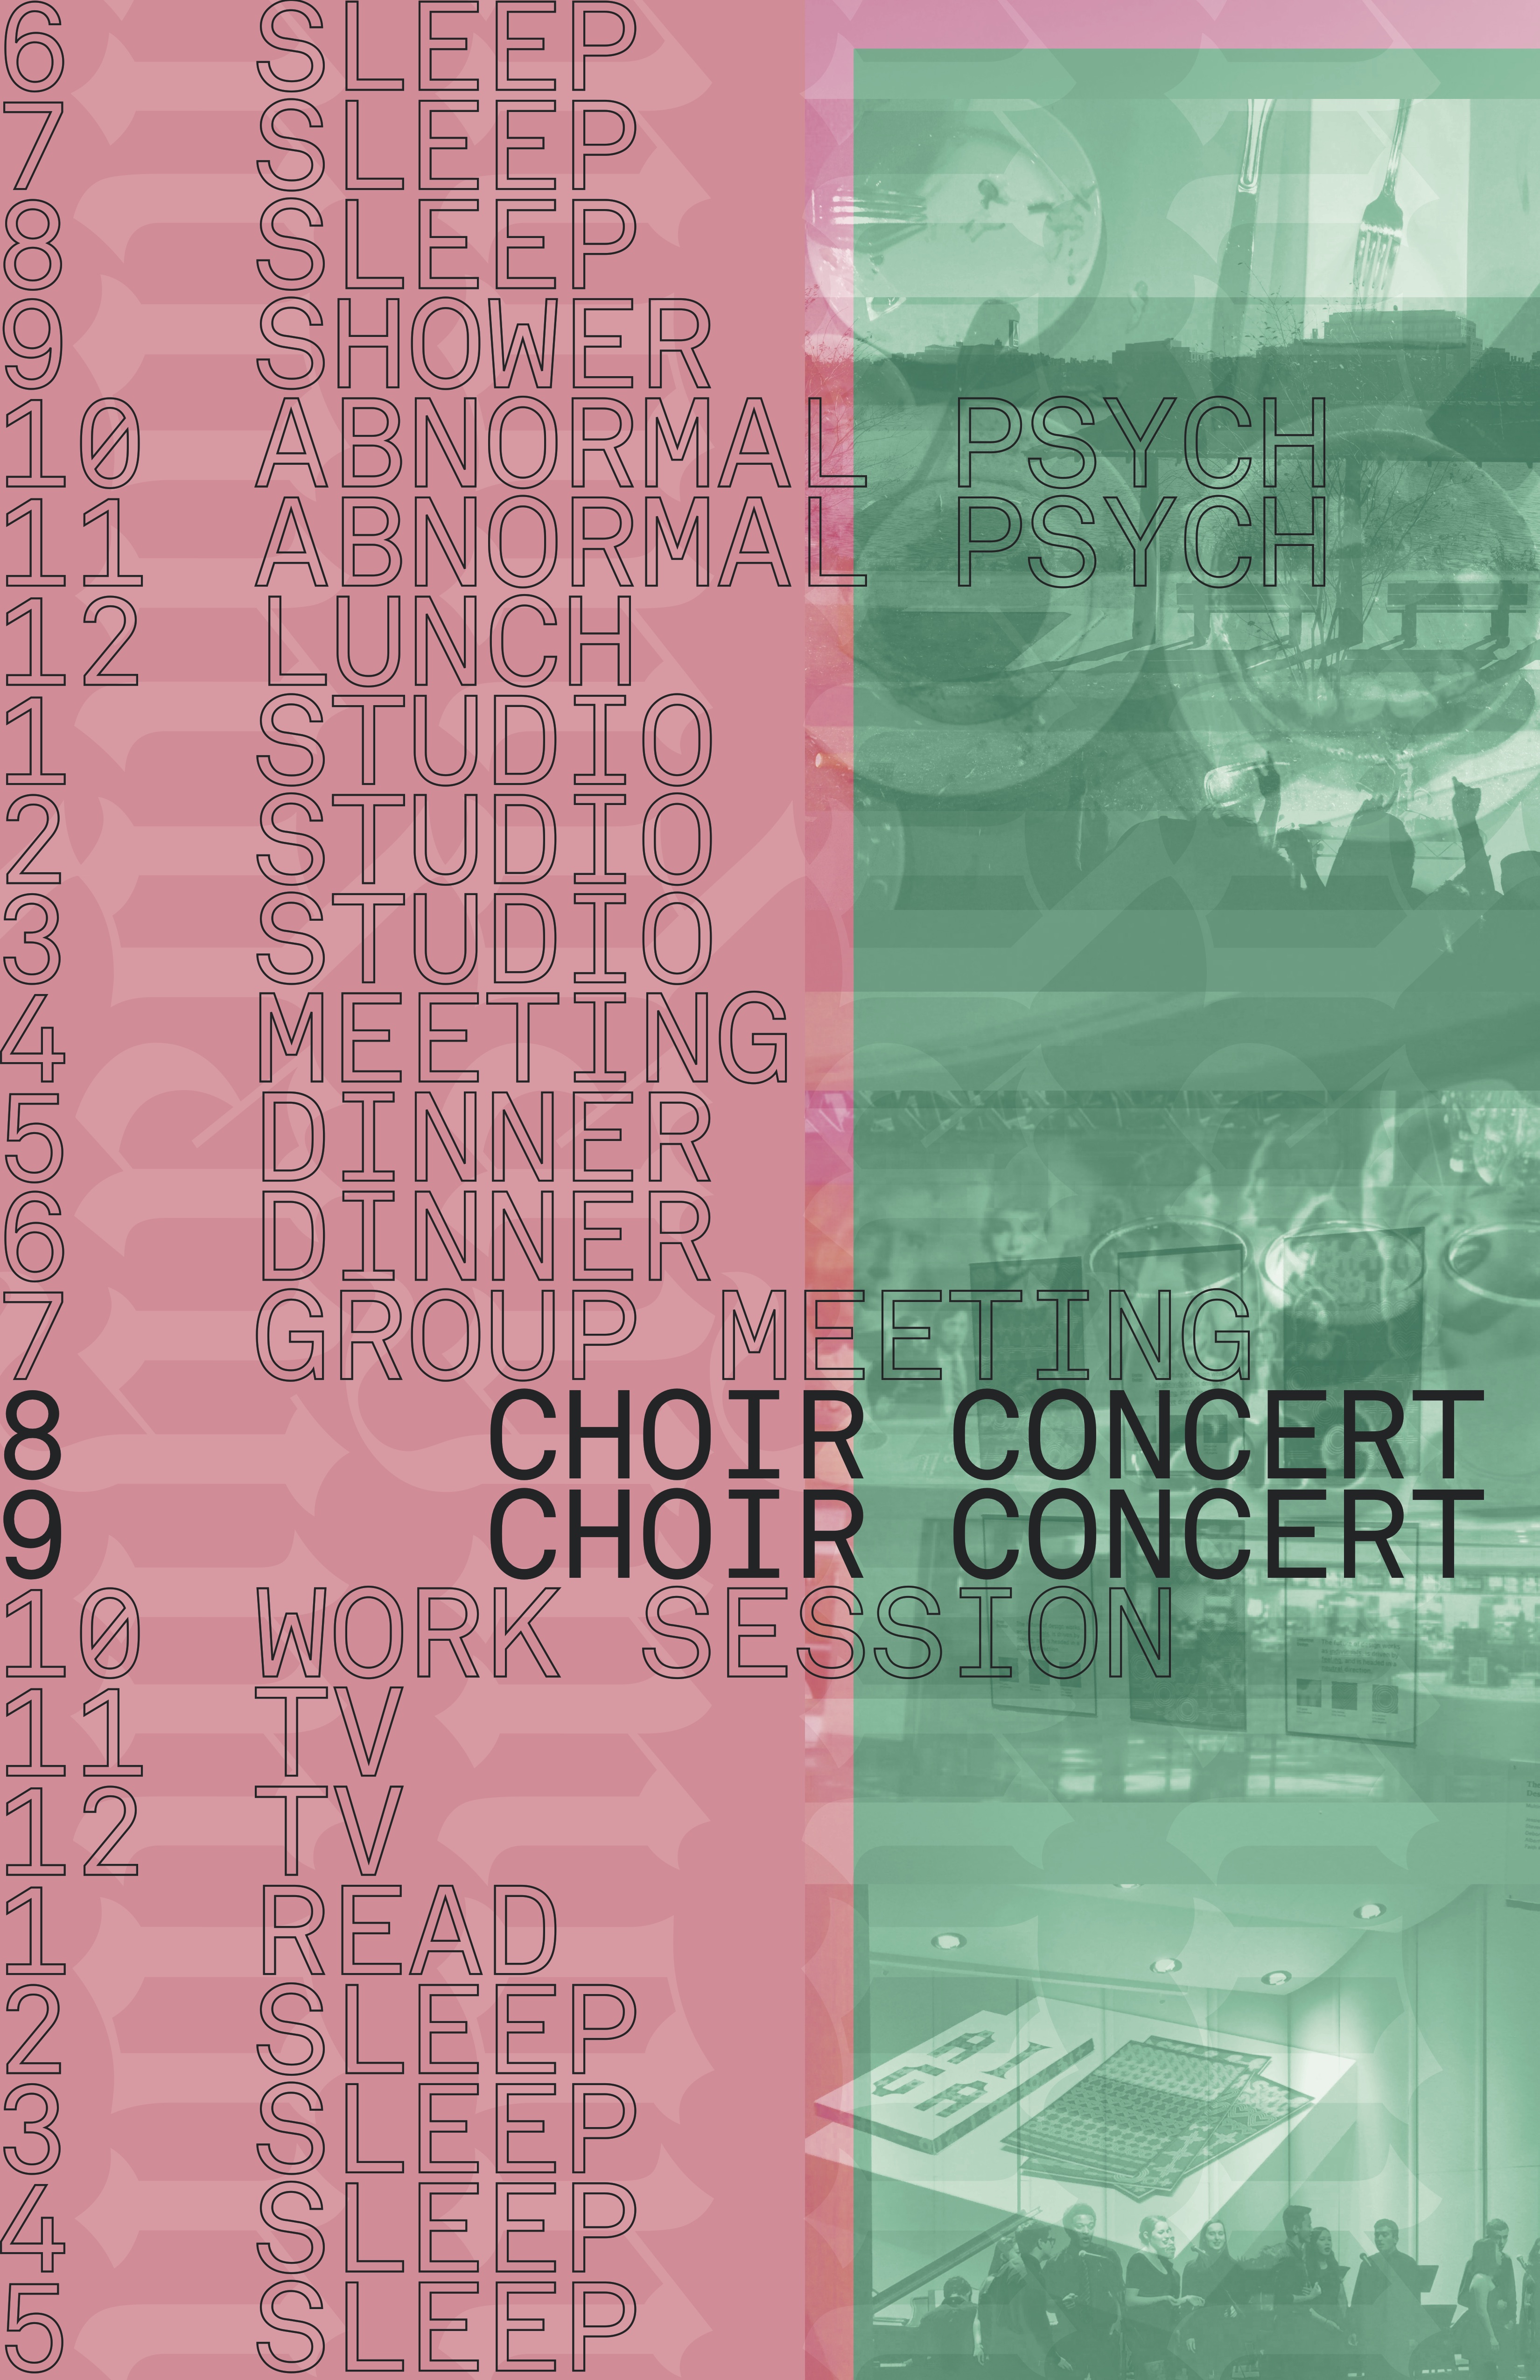 6 SLEEP
7 SLEEP
8 SLEEP
9 SHOWER
10 ABNORMAL PSYCH
11 ABNORMAL PSYCH
12 LUNCH
1 STUDIO
2 STUDIO
3 STUDIO
4 MEETING
5 DINNER
6 DINNER
7 GROUP MEETING
8 CHOIR CONCERT
9 CHOIR CONCERT
10 WORK SESSION
11 TV
12 TV
1 READ
2 SLEEP
3 SLEEP
4 SLEEP
5 SLEEP